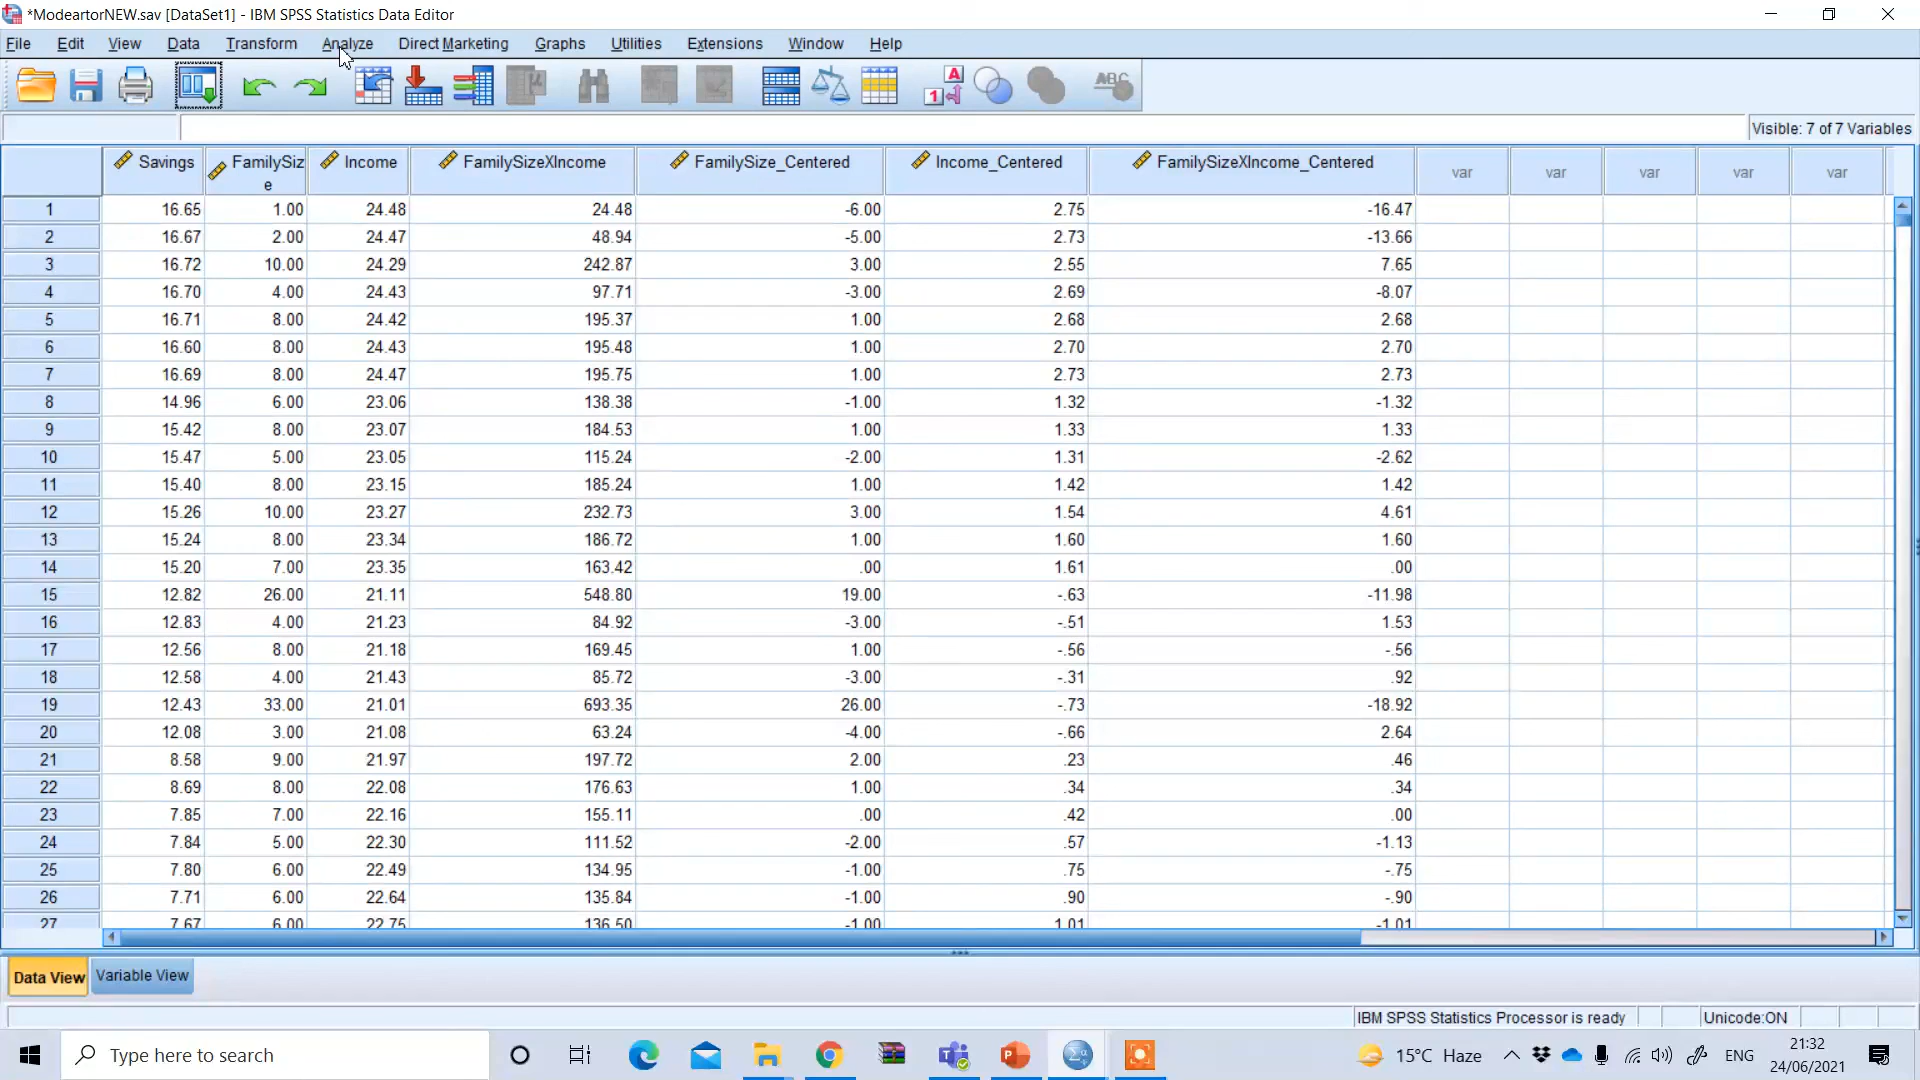 *ModeartorNEW.sav [DataSet1] - IBM SPSS Statistics Data Editor
File Edit View Data Transform Analyze Direct Marketing Graphs Utilities Extensions Window Help
Visible: 7 of 7 Variables
Savings FamilySiz Income FamilySizeXIncome FamilySize_Centered Income_Centered FamilySizeXIncome_Centered var var var var var
e
1 16.65 1.00 24.48 24.48 -6.00 2.75 -16.47
2 16.67 2.00 24.47 48.94 -5.00 2.73 -13.66
3 16.72 10.00 24.29 242.87 3.00 2.55 7.65
4 16.70 4.00 24.43 97.71 -3.00 2.69 -8.07
5 16.71 8.00 24.42 195.37 1.00 2.68 2.68
6 16.60 8.00 24.43 195.48 1.00 2.70 2.70
7 16.69 8.00 24.47 195.75 1.00 2.73 2.73
8 14.96 6.00 23.06 138.38 -1.00 1.32 -1.32
9 15.42 8.00 23.07 184.53 1.00 1.33 1.33
10 15.47 5.00 23.05 115.24 -2.00 1.31 -2.62
11 15.40 8.00 23.15 185.24 1.00 1.42 1.42
12 15.26 10.00 23.27 232.73 3.00 1.54 4.61
13 15.24 8.00 23.34 186.72 1.00 1.60 1.60
14 15.20 7.00 23.35 163.42 .00 1.61 .00
15 12.82 26.00 21.11 548.80 19.00 -.63 -11.98
16 12.83 4.00 21.23 84.92 -3.00 -.51 1.53
17 12.56 8.00 21.18 169.45 1.00 -.56 -.56
18 12.58 4.00 21.43 85.72 -3.00 -.31 .92
19 12.43 33.00 21.01 693.35 26.00 -.73 -18.92
20 12.08 3.00 21.08 63.24 -4.00 -.66 2.64
21 8.58 9.00 21.97 197.72 2.00 .23 .46
22 8.69 8.00 22.08 176.63 1.00 .34 .34
23 7.85 7.00 22.16 155.11 .00 .42 .00
24 7.84 5.00 22.30 111.52 -2.00 .57 -1.13
25 7.80 6.00 22.49 134.95 -1.00 .75 -.75
26 7.71 6.00 22.64 135.84 -1.00 .90 -.90
27 7.67 6.00 22.75 136.50 -1.00 1.01 -1.01
Data View Variable View
IBM SPSS Statistics Processor is ready Unicode:ON
Type here to search 15°C Haze ENG 21:32
24/06/2021